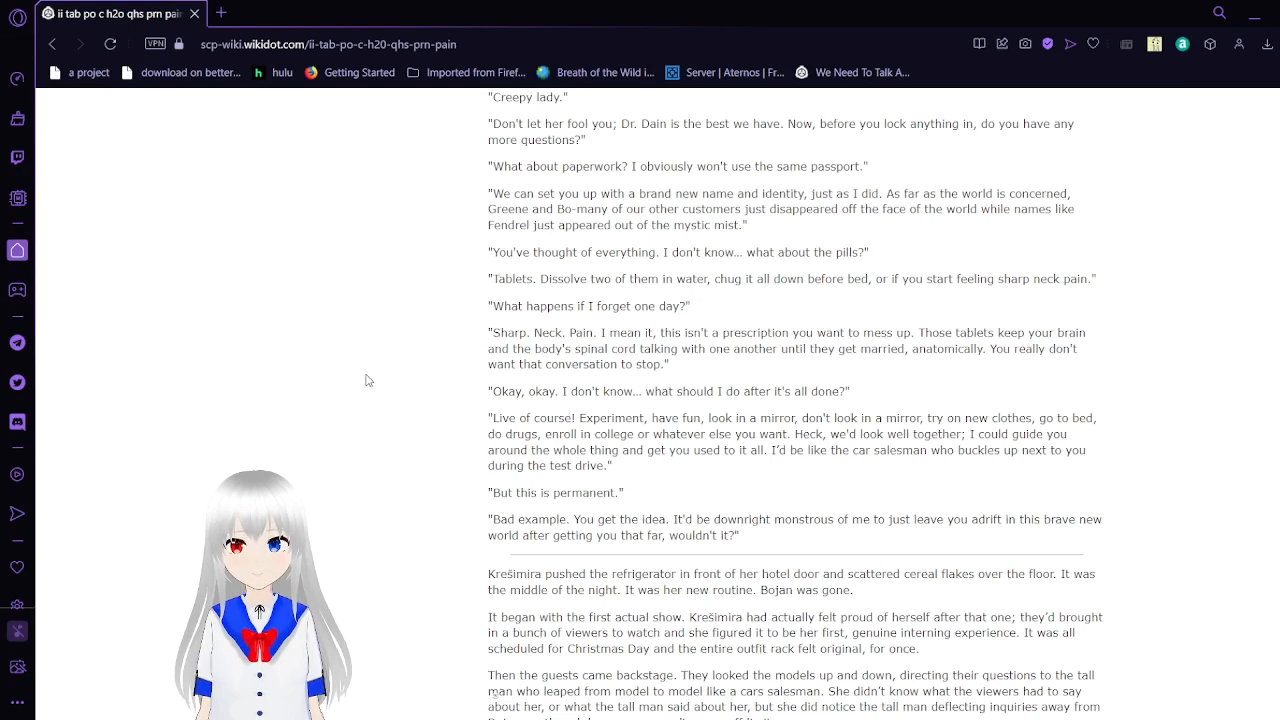 ii tab po c h2o qhs prn pain
VPN
scp-wiki.wikidot.com/ii-tab-po-c-h20-qhs-prn-pain
a
a project
download on better...
h
hulu
Getting Started
Imported from Firef...
Breath of the Wild i...
Server | Aternos | Fr...
We Need To Talk A...
"Creepy lady."
"Don't let her fool you; Dr. Dain is the best we have. Now, before you lock anything in, do you have any
more questions?"
"What about paperwork? I obviously won't use the same passport."
"We can set you up with a brand new name and identity, just as I did. As far as the world is concerned,
Greene and Bo-many of our other customers just disappeared off the face of the world while names like
Fendrel just appeared out of the mystic mist."
"You've thought of everything. I don't know... what about the pills?"
"Tablets. Dissolve two of them in water, chug it all down before bed, or if you start feeling sharp neck pain."
"What happens if I forget one day?"
"Sharp. Neck. Pain. I mean it, this isn't a prescription you want to mess up. Those tablets keep your brain
and the body's spinal cord talking with one another until they get married, anatomically. You really don't
want that conversation to stop."
"Okay, okay. I don't know... what should I do after it's all done?"
"Live of course! Experiment, have fun, look in a mirror, don't look in a mirror, try on new clothes, go to bed,
do drugs, enroll in college or whatever else you want. Heck, we'd look well together; I could guide you
around the whole thing and get you used to it all. I'd be like the car salesman who buckles up next to you
during the test drive."
"But this is permanent."
"Bad example. You get the idea. It'd be downright monstrous of me to just leave you adrift in this brave new
world after getting you that far, wouldn't it?"
Krešimira pushed the refrigerator in front of her hotel door and scattered cereal flakes over the floor. It was
the middle of the night. It was her new routine. Bojan was gone.
It began with the first actual show. Krešimira had actually felt proud of herself after that one; they'd brought
in a bunch of viewers to watch and she figured it to be her first, genuine interning experience. It was all
scheduled for Christmas Day and the entire outfit rack felt original, for once.
Then the guests came backstage. They looked the models up and down, directing their questions to the tall
man who leaped from model to model like a cars salesman. She didn't know what the viewers had to say
about her, or what the tall man said about her, but she did notice the tall man deflecting inquiries away from